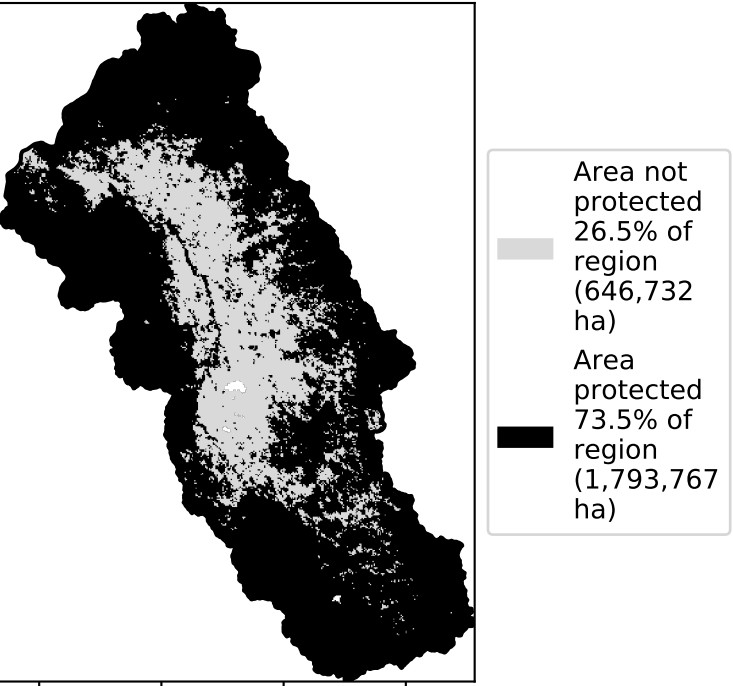 Area not
protected
26.5% of
region
(646,732
ha)
Area
protected
73.5% of
region
(1,793,767
ha)